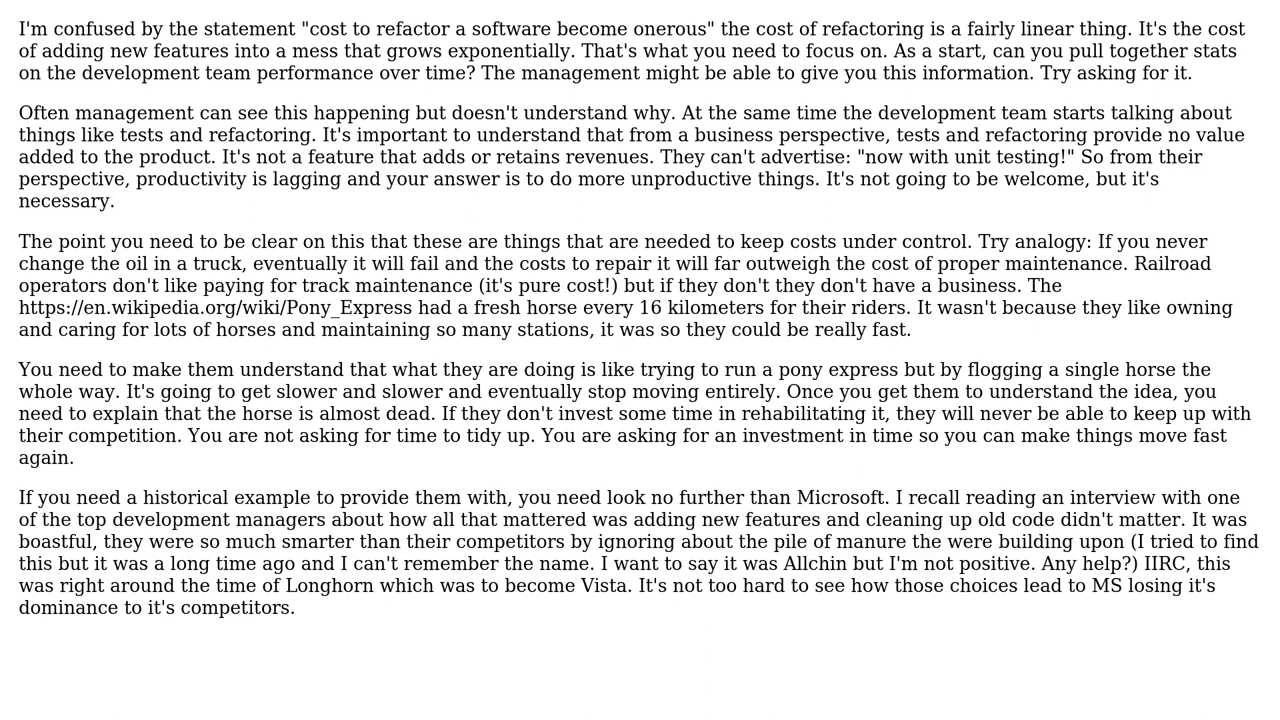 I'm confused by the statement "cost to refactor a software become onerous" the cost of refactoring is a fairly linear thing. It's the cost
of adding new features into a mess that grows exponentially. That's what you need to focus on. As a start, can you pull together stats
on the development team performance over time? The management might be able to give you this information. Try asking for it.
Often management can see this happening but doesn't understand why. At the same time the development team starts talking about
things like tests and refactoring. It's important to understand that from a business perspective, tests and refactoring provide no value
added to the product. It's not a feature that adds or retains revenues. They can't advertise: "now with unit testing!" So from their
perspective, productivity is lagging and your answer is to do more unproductive things. It's not going to be welcome, but it's
necessary.
The point you need to be clear on this that these are things that are needed to keep costs under control. Try analogy: If you never
change the oil in a truck, eventually it will fail and the costs to repair it will far outweigh the cost of proper maintenance. Railroad
operators don't like paying for track maintenance (it's pure cost!) but if they don't they don't have a business. The
https://en.wikipedia.org/wiki/Pony_Express had a fresh horse every 16 kilometers for their riders. It wasn't because they like owning
and caring for lots of horses and maintaining so many stations, it was so they could be really fast.
You need to make them understand that what they are doing is like trying to run a pony express but by flogging a single horse the
whole way. It's going to get slower and slower and eventually stop moving entirely. Once you get them to understand the idea, you
need to explain that the horse is almost dead. If they don't invest some time in rehabilitating it, they will never be able to keep up with
their competition. You are not asking for time to tidy up. You are asking for an investment in time so you can make things move fast
again.
If you need a historical example to provide them with, you need look no further than Microsoft. I recall reading an interview with one
of the top development managers about how all that mattered was adding new features and cleaning up old code didn't matter. It was
boastful, they were so much smarter than their competitors by ignoring about the pile of manure the were building upon (I tried to find
this but it was a long time ago and I can't remember the name. I want to say it was Allchin but I'm not positive. Any help?) IIRC, this
was right around the time of Longhorn which was to become Vista. It's not too hard to see how those choices lead to MS losing it's
dominance to it's competitors.